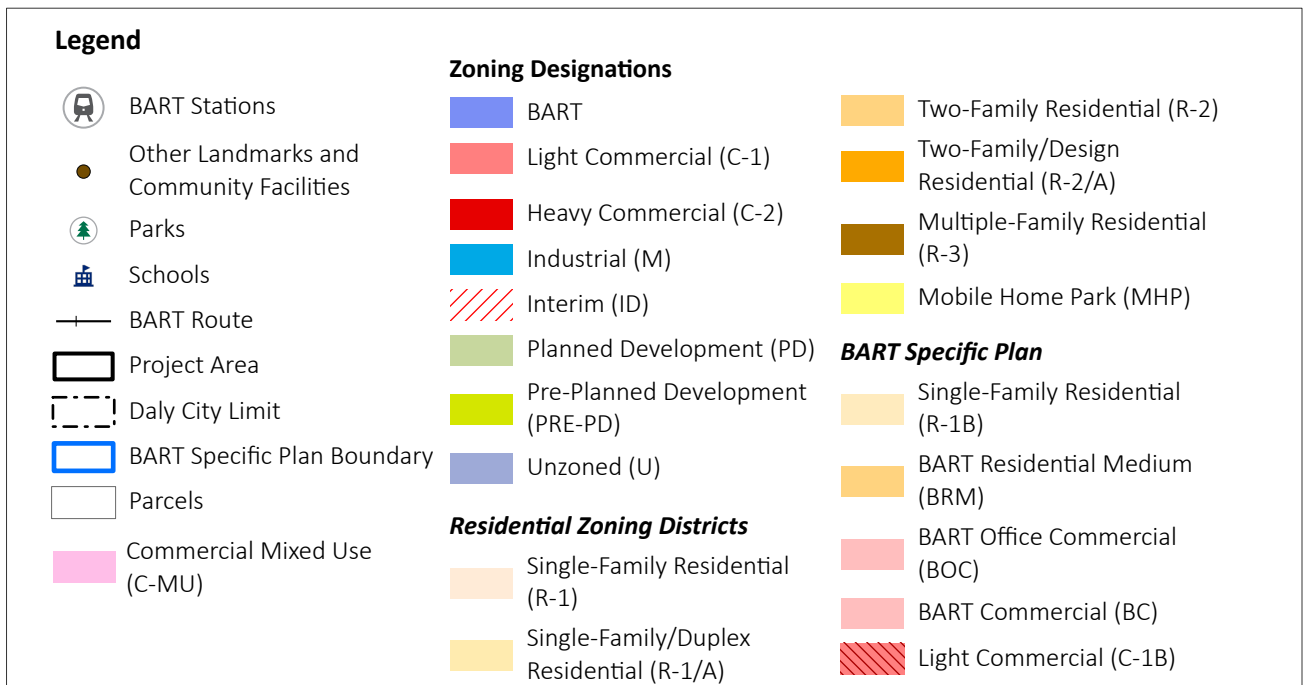 Legend
BART Stations
Other Landmarks and
Community Facilities
Parks
Schools
BART Route
Project Area
Daly City Limit
BART Specific Plan Boundary
Parcels
Commercial Mixed Use
(C-MU)
Zoning Designations
BART
Light Commercial (C-1)
Heavy Commercial (C-2)
Industrial (M)
Interim (ID)
Planned Development (PD)
Pre-Planned Development
(PRE-PD)
Unzoned (U)
Residential Zoning Districts
Single-Family Residential
(R-1)
Single-Family/Duplex
Residential (R-1/A)
Two-Family Residential (R-2)
Two-Family/Design
Residential (R-2/A)
Multiple-Family Residential
(R-3)
Mobile Home Park (MHP)
BART Specific Plan
Single-Family Residential
(R-1B)
BART Residential Medium
(BRM)
BART Office Commercial
(BOC)
BART Commercial (BC)
Light Commercial (C-1B)